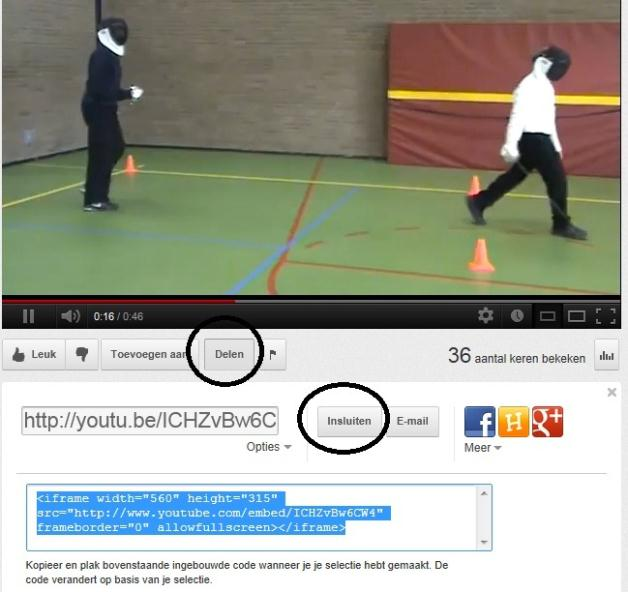 0:16 / 0:46
Leuk
Toevoegen aan
Delen
36 aantal keren bekeken
http://youtu.be/ICHZvBw6C
Insluiten
E-mail
Opties
Meer
<iframe width="560" height="315"
src="http://www.youtube.com/embed/ICHZvBw6CW4"
frameborder="0" allowfullscreen></iframe>
Kopieer en plak bovenstaande ingebouwde code wanneer je je selectie hebt gemaakt. De
code verandert op basis van je selectie.